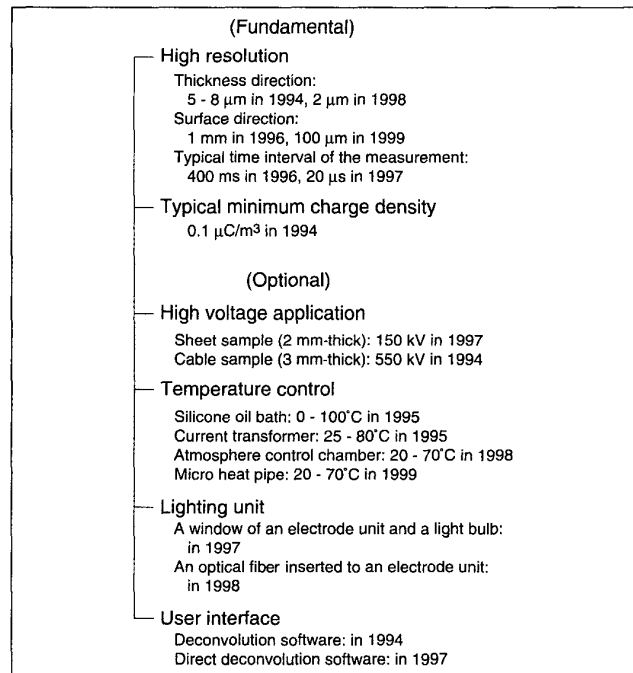 (Fundamental)
High resolution
Thickness direction:
5 - 8 μm in 1994, 2 μm in 1998
Surface direction:
1 mm in 1996, 100 μm in 1999
Typical time interval of the measurement:
400 ms in 1996, 20 μs in 1997
Typical minimum charge density
0.1 μC/m³ in 1994
(Optional)
High voltage application
Sheet sample (2 mm-thick): 150 kV in 1997
Cable sample (3 mm-thick): 550 kV in 1994
Temperature control
Silicone oil bath: 0 - 100˚C in 1995
Current transformer: 25 - 80˚C in 1995
Atmosphere control chamber: 20 - 70˚C in 1998
Micro heat pipe: 20 - 70˚C in 1999
Lighting unit
A window of an electrode unit and a light bulb:
in 1997
An optical fiber inserted to an electrode unit:
in 1998
User interface
Deconvolution software: in 1994
Direct deconvolution software: in 1997